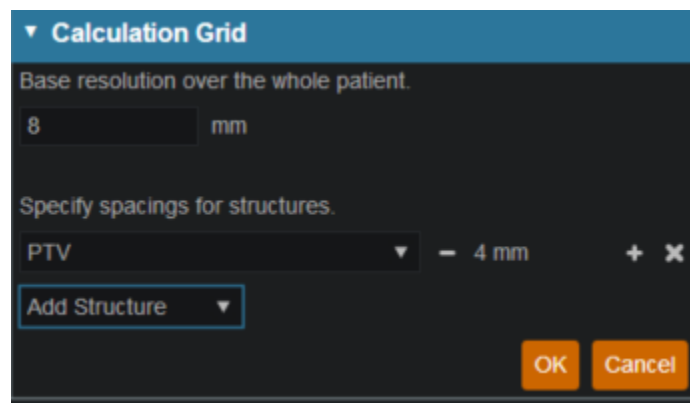 Calculation Grid
Base resolution over the whole patient.
8 mm
Specify spacings for structures.
PTV 4 mm
Add Structure
OK Cancel